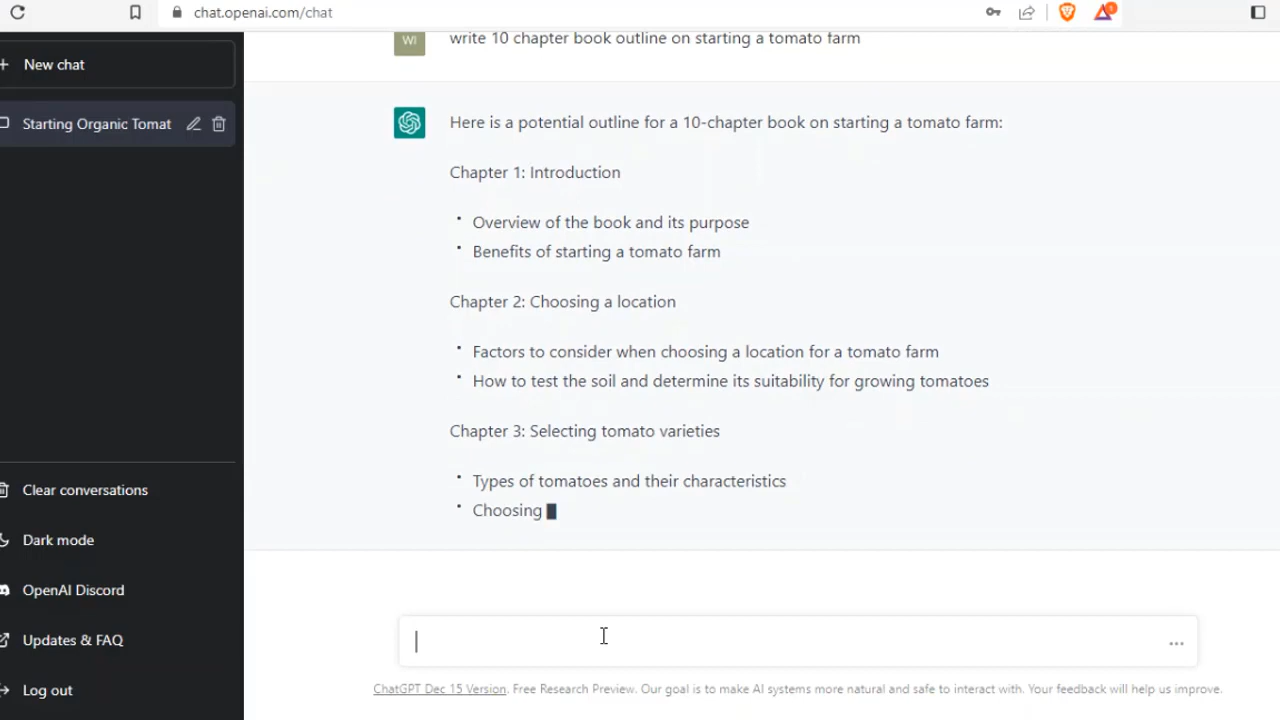 chat.openai.com/chat
1
WI
write 10 chapter book outline on starting a tomato farm
+ New chat
Starting Organic Tomat
Here is a potential outline for a 10-chapter book on starting a tomato farm:
Chapter 1: Introduction
• Overview of the book and its purpose
• Benefits of starting a tomato farm
Chapter 2: Choosing a location
• Factors to consider when choosing a location for a tomato farm
• How to test the soil and determine its suitability for growing tomatoes
Chapter 3: Selecting tomato varieties
• Types of tomatoes and their characteristics
• Choosing
Clear conversations
Dark mode
OpenAI Discord
Updates & FAQ
Log out
ChatGPT Dec 15 Version. Free Research Preview. Our goal is to make AI systems more natural and safe to interact with. Your feedback will help us improve.